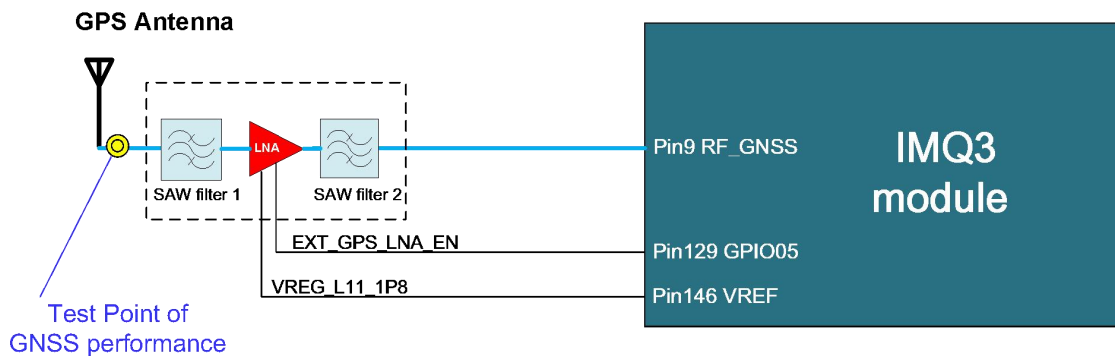 GPS Antenna
LNA
SAW filter 1
SAW filter 2
Pin9 RF_GNSS
IMQ3
module
EXT_GPS_LNA_EN
Pin129 GPIO05
VREG_L11_1P8
Pin146 VREF
Test Point of
GNSS performance